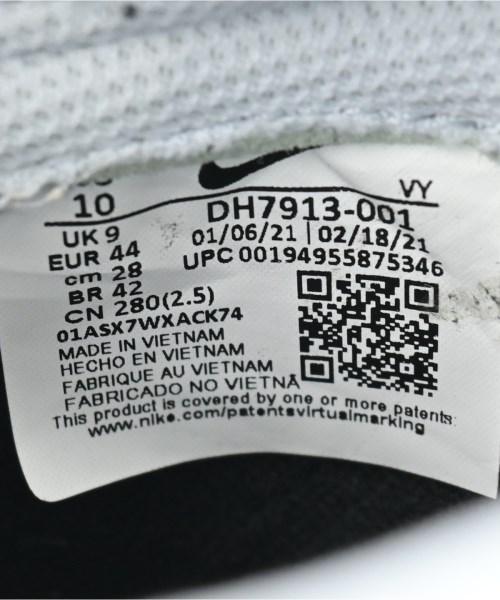 10
VY
UK 9
EUR 44
cm 28
BR 42
CN 280(2.5)
DH7913-001
01/06/21 | 02/18/21
UPC 00194955875346
01ASX7WXACK74
MADE IN VIETNAM
HECHO EN VIETNAM
FABRIQUE AU VIETNAM
FABRICADO NO VIETNÃ
This product is covered by one or more patents:
www.nike.com/patentsvirtualmarking